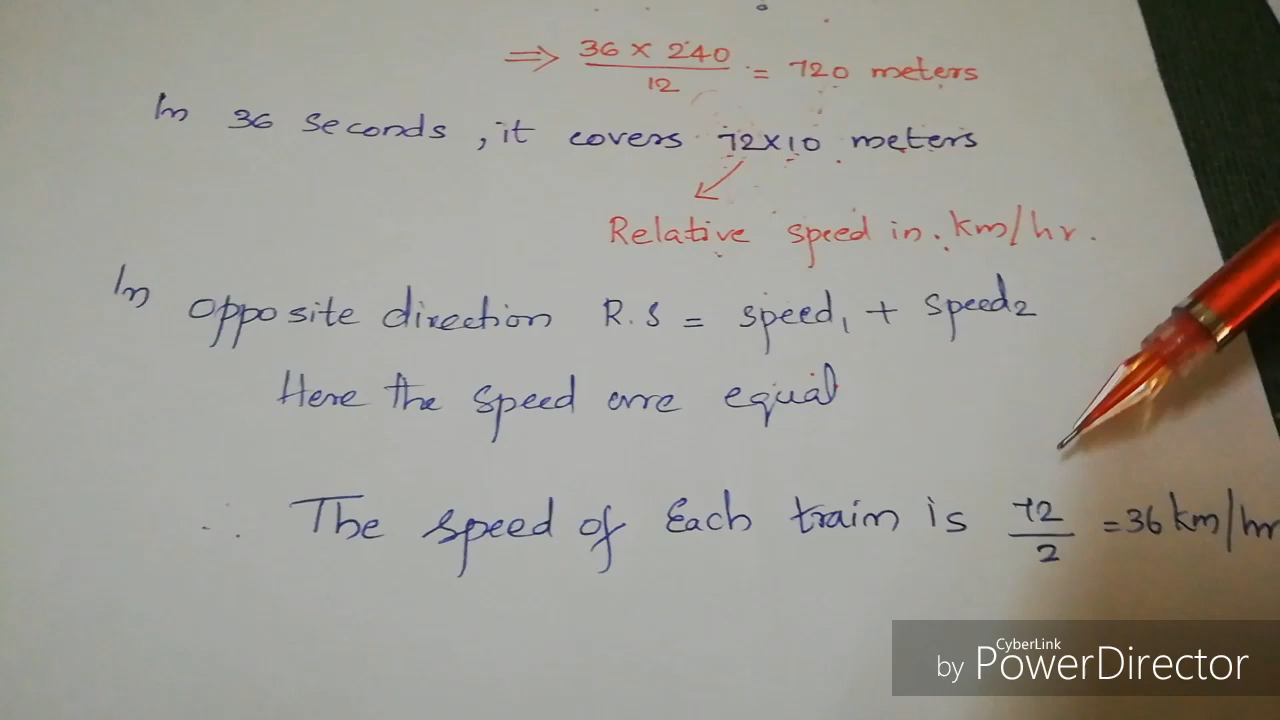 ⇒ 36 × 240 / 12 = 720 meters
In 36 seconds, it covers 72×10 meters
Relative speed in km/hr.
In opposite direction R.S = speed1 + speed2
Here the speed are equal
∴ The speed of Each train is 72/2 = 36 km/hr
CyberLink
by PowerDirector